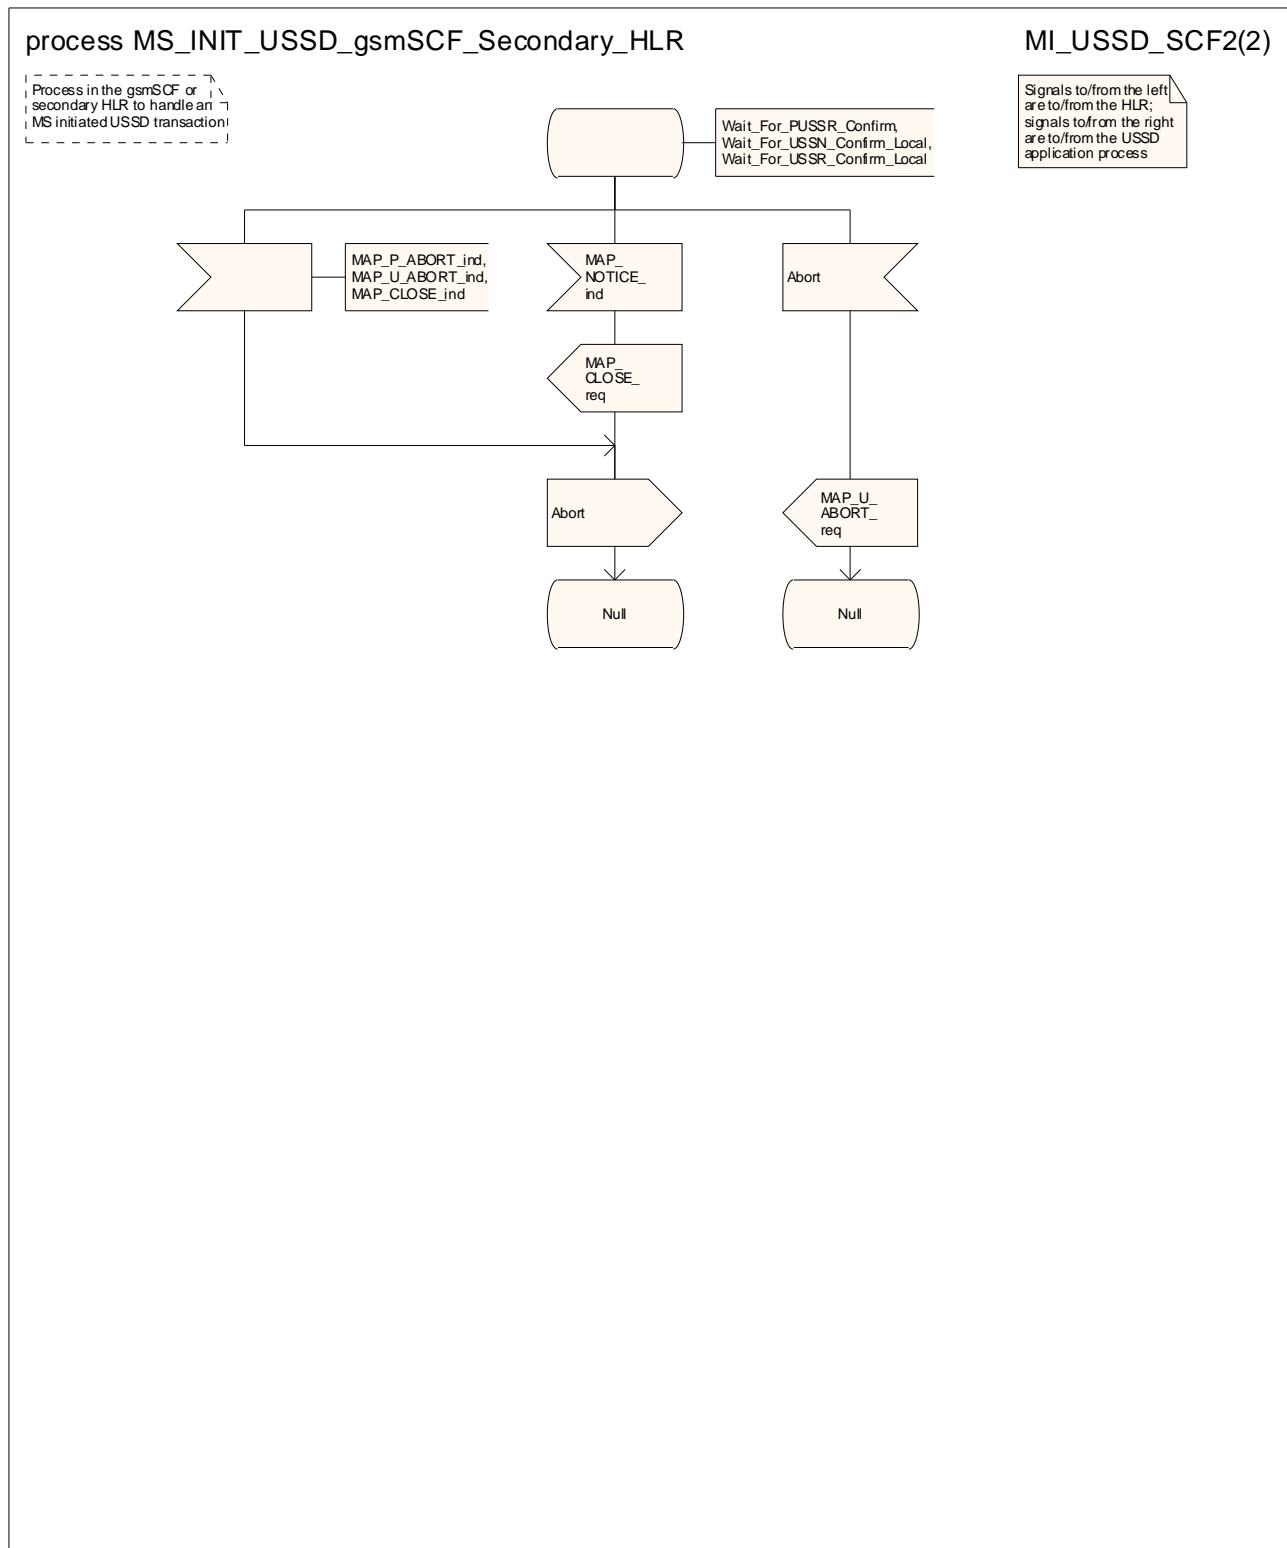 process MS_INIT_USSD_gsmSCF_Secondary_HLR
MI_USSD_SCF2(2)
Process in the gsmSCF or
secondary HLR to handle an
MS initiated USSD transaction
Signals to/from the left
are to/from the HLR;
signals to/from the right
are to/from the USSD
application process
Wait_For_PUSSR_Confirm,
Wait_For_USSN_Confirm_Local,
Wait_For_USSR_Confirm_Local
MAP_P_ABORT_ind,
MAP_U_ABORT_ind,
MAP_CLOSE_ind
MAP_
NOTICE_
ind
Abort
MAP_
CLOSE_
req
Abort
MAP_U_
ABORT_
req
Null
Null